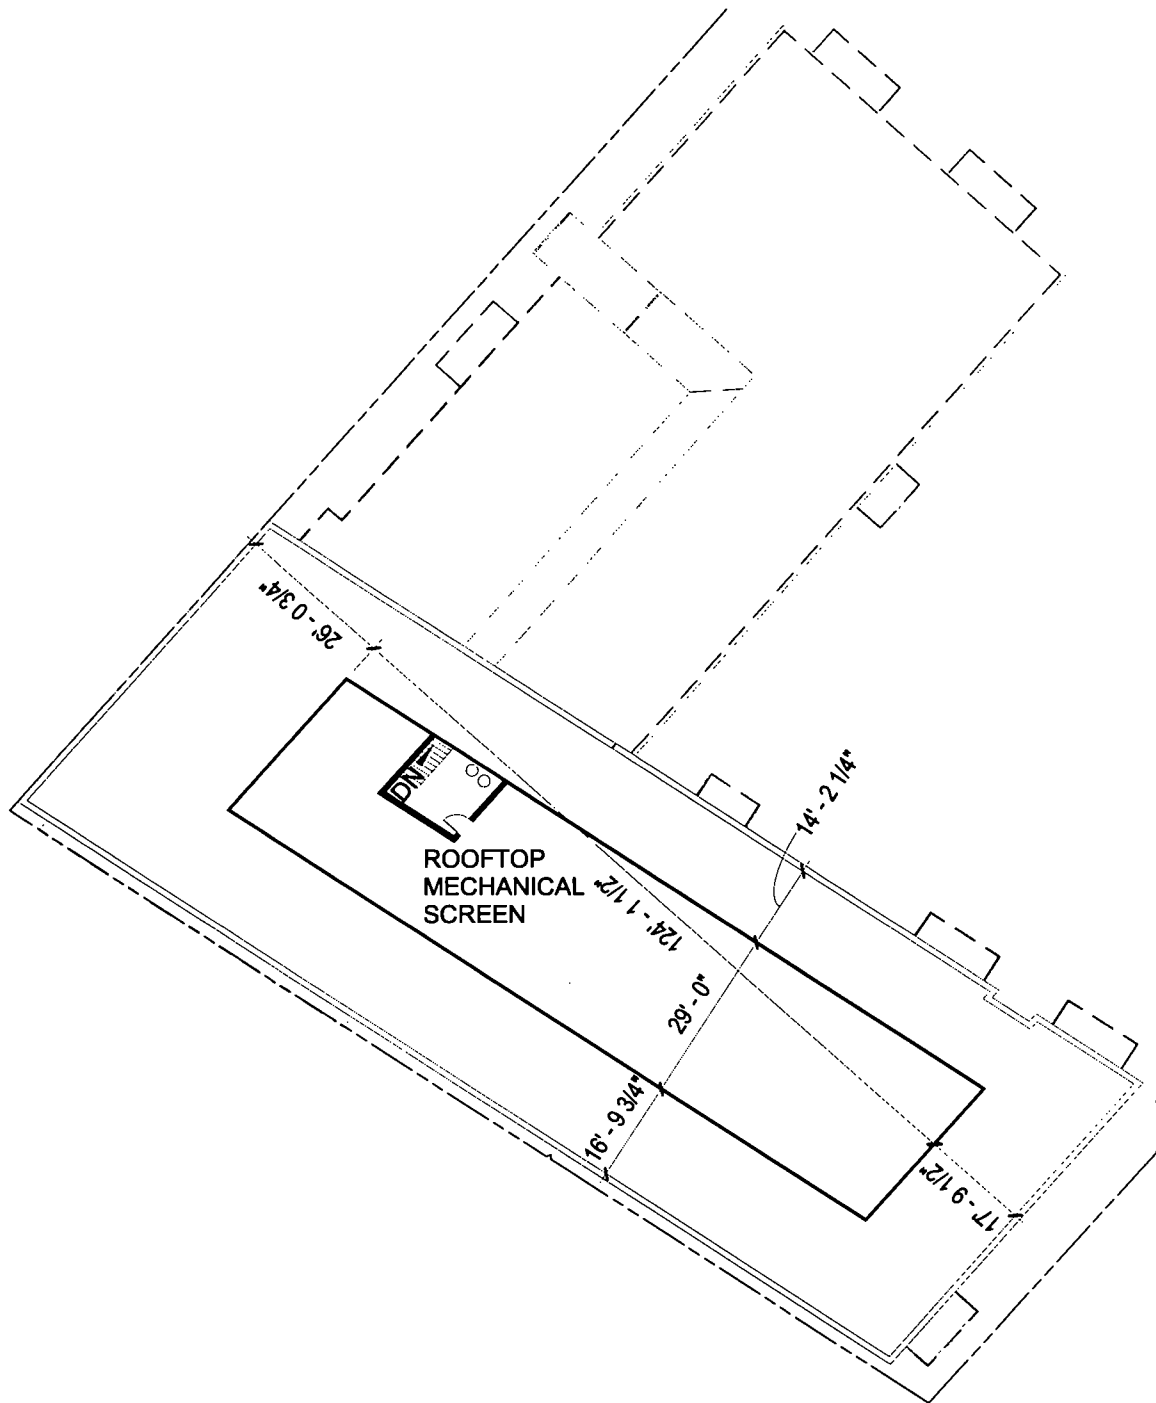 26' - 0 3/4"
DN
ROOFTOP
MECHANICAL
SCREEN
14' - 2 1/4"
124' - 1 1/2"
29' - 0"
16' - 9 3/4"
17' - 9 1/2"